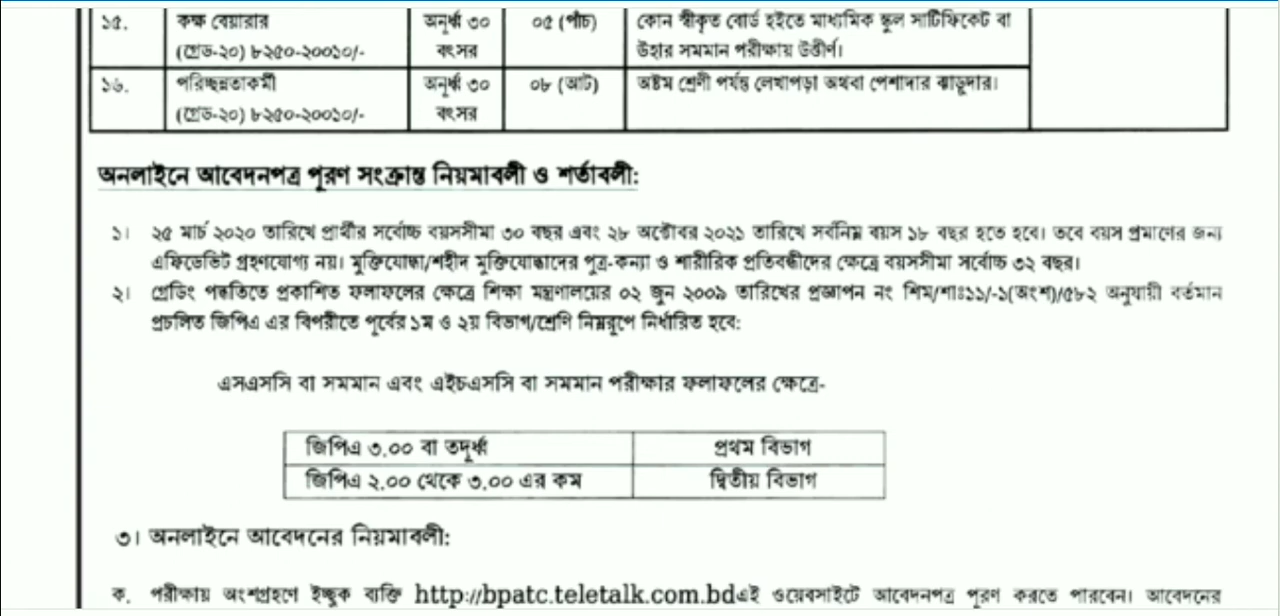 ১৫. কক্ষ বেয়ারার অনূর্ধ্ব ৩০ ০৫ (পাঁচ) কোন স্বীকৃত বোর্ড হইতে মাধ্যমিক স্কুল সার্টিফিকেট বা
(গ্রেড-২০) ৮২৫০-২০০১০/- বৎসর উহার সমমান পরীক্ষায় উত্তীর্ণ।
১৬. পরিচ্ছন্নতাকর্মী অনূর্ধ্ব ৩০ ০৮ (আট) অষ্টম শ্রেণী পর্যন্ত লেখাপড়া অথবা পেশাদার ঝাড়ুদার।
(গ্রেড-২০) ৮২৫০-২০০১০/- বৎসর
অনলাইনে আবেদনপত্র পূরণ সংক্রান্ত নিয়মাবলী ও শর্তাবলী:
১। ২৫ মার্চ ২০২০ তারিখে প্রার্থীর সর্বোচ্চ বয়সসীমা ৩০ বছর এবং ২৮ অক্টোবর ২০২১ তারিখে সর্বনিম্ন বয়স ১৮ বছর হতে হবে। তবে বয়স প্রমাণের জন্য
এফিডেভিট গ্রহণযোগ্য নয়। মুক্তিযোদ্ধা/শহীদ মুক্তিযোদ্ধাদের পুত্র-কন্যা ও শারীরিক প্রতিবন্ধীদের ক্ষেত্রে বয়সসীমা সর্বোচ্চ ৩২ বছর।
২। গ্রেডিং পদ্ধতিতে প্রকাশিত ফলাফলের ক্ষেত্রে শিক্ষা মন্ত্রণালয়ের ০২ জুন ২০০৯ তারিখের প্রজ্ঞাপন নং শিম/শাঃ১১/-১(অংশ)/৫৮২ অনুযায়ী বর্তমান
প্রচলিত জিপিএ এর বিপরীতে পূর্বের ১ম ও ২য় বিভাগ/শ্রেণি নিম্নরূপে নির্ধারিত হবে:
এসএসসি বা সমমান এবং এইচএসসি বা সমমান পরীক্ষার ফলাফলের ক্ষেত্রে-
জিপিএ ৩.০০ বা তদূর্ধ্ব প্রথম বিভাগ
জিপিএ ২.০০ থেকে ৩.০০ এর কম দ্বিতীয় বিভাগ
৩। অনলাইনে আবেদনের নিয়মাবলী:
ক. পরীক্ষায় অংশগ্রহণে ইচ্ছুক ব্যক্তি http://bpatc.teletalk.com.bdএই ওয়েবসাইটে আবেদনপত্র পূরণ করতে পারবেন। আবেদনের